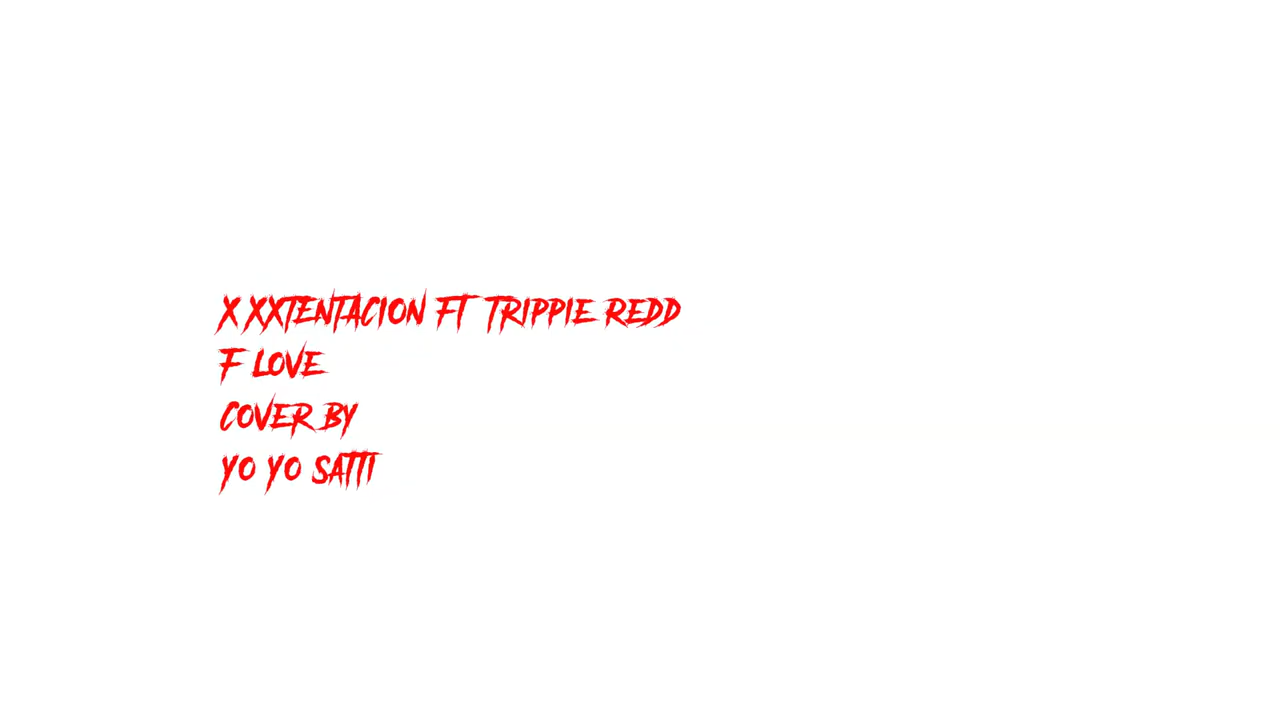 X XXTENTACION FT TRIPPIE REDD
F LOVE
COVER BY
YO YO SATTI